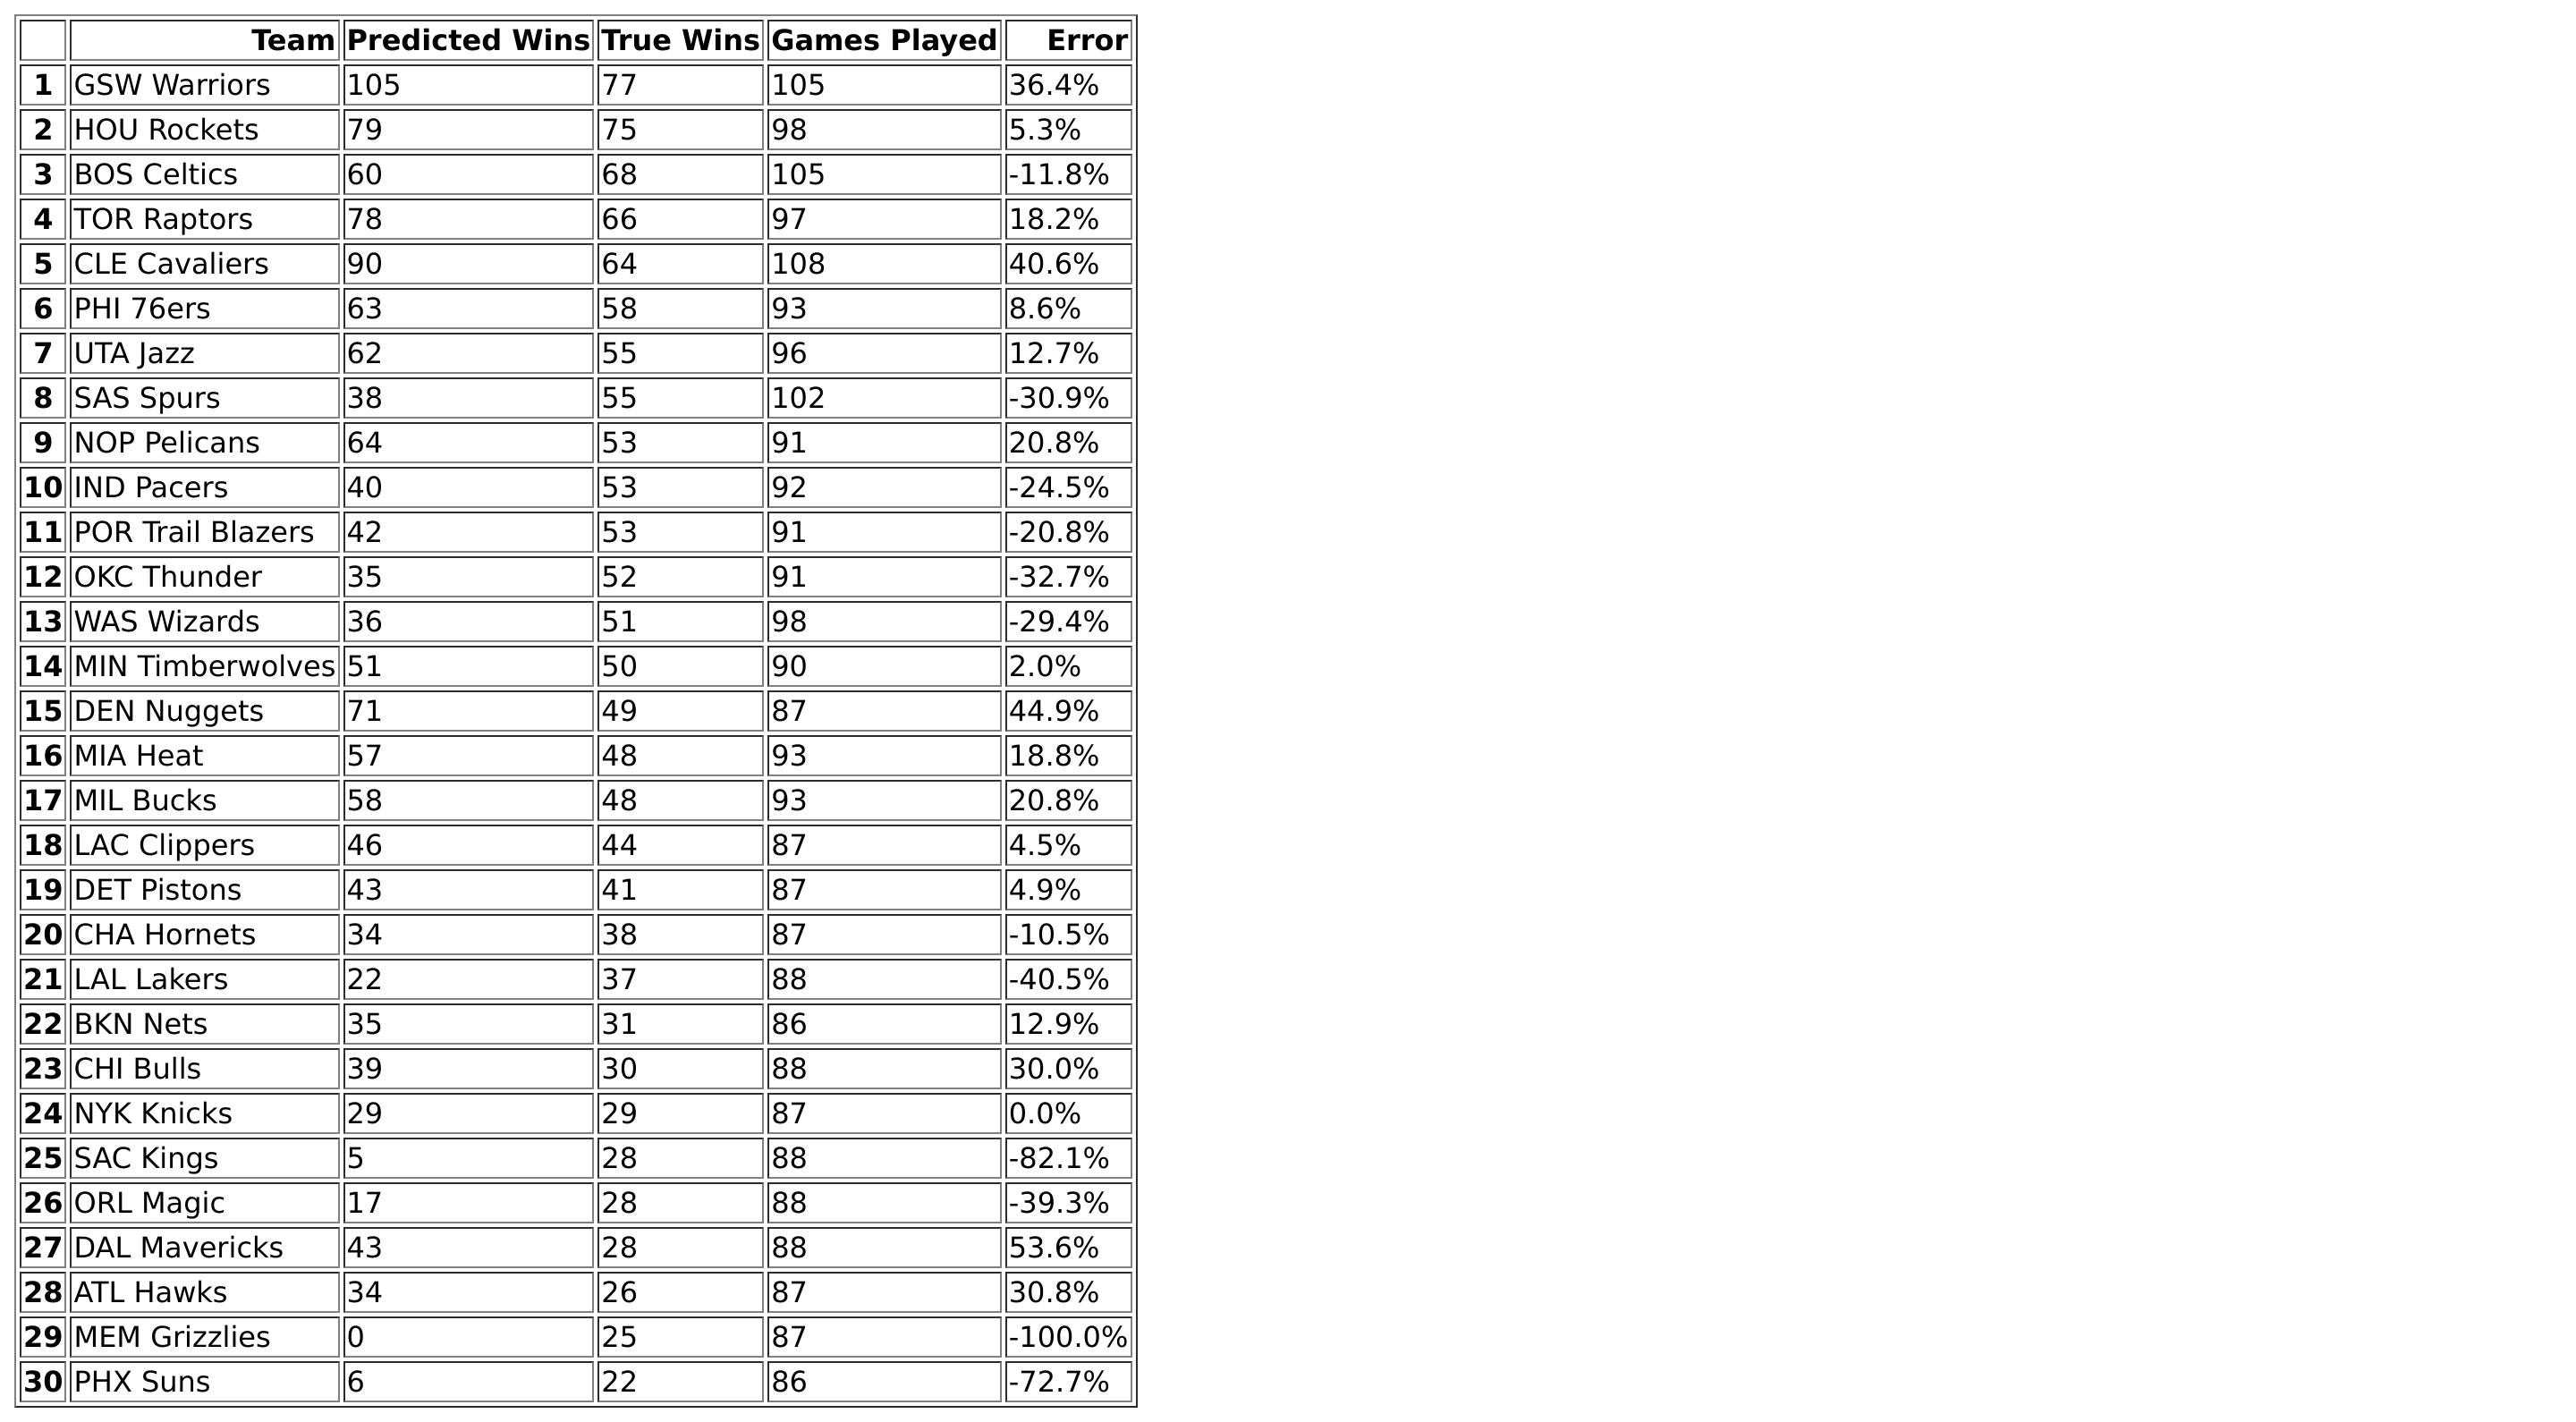 Team Predicted Wins True Wins Games Played Error
1 GSW Warriors 105 77 105 36.4%
2 HOU Rockets 79 75 98 5.3%
3 BOS Celtics 60 68 105 -11.8%
4 TOR Raptors 78 66 97 18.2%
5 CLE Cavaliers 90 64 108 40.6%
6 PHI 76ers 63 58 93 8.6%
7 UTA Jazz 62 55 96 12.7%
8 SAS Spurs 38 55 102 -30.9%
9 NOP Pelicans 64 53 91 20.8%
10 IND Pacers 40 53 92 -24.5%
11 POR Trail Blazers 42 53 91 -20.8%
12 OKC Thunder 35 52 91 -32.7%
13 WAS Wizards 36 51 98 -29.4%
14 MIN Timberwolves 51 50 90 2.0%
15 DEN Nuggets 71 49 87 44.9%
16 MIA Heat 57 48 93 18.8%
17 MIL Bucks 58 48 93 20.8%
18 LAC Clippers 46 44 87 4.5%
19 DET Pistons 43 41 87 4.9%
20 CHA Hornets 34 38 87 -10.5%
21 LAL Lakers 22 37 88 -40.5%
22 BKN Nets 35 31 86 12.9%
23 CHI Bulls 39 30 88 30.0%
24 NYK Knicks 29 29 87 0.0%
25 SAC Kings 5 28 88 -82.1%
26 ORL Magic 17 28 88 -39.3%
27 DAL Mavericks 43 28 88 53.6%
28 ATL Hawks 34 26 87 30.8%
29 MEM Grizzlies 0 25 87 -100.0%
30 PHX Suns 6 22 86 -72.7%